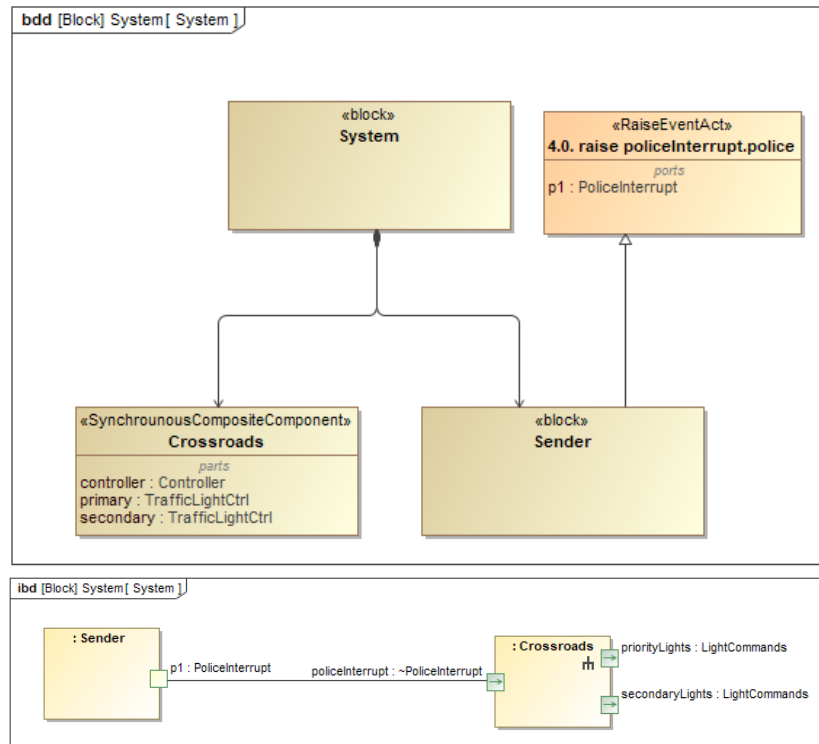 bdd [Block] System[ System ]
«block»
System
«RaiseEventAct»
4.0. raise policeInterrupt.police
ports
p1 : PoliceInterrupt
«SynchrounousCompositeComponent»
Crossroads
parts
controller : Controller
primary : TrafficLightCtrl
secondary : TrafficLightCtrl
«block»
Sender
ibd [Block] System[ System ]
: Sender
p1 : PoliceInterrupt
policeInterrupt : ~PoliceInterrupt
: Crossroads
priorityLights : LightCommands
secondaryLights : LightCommands